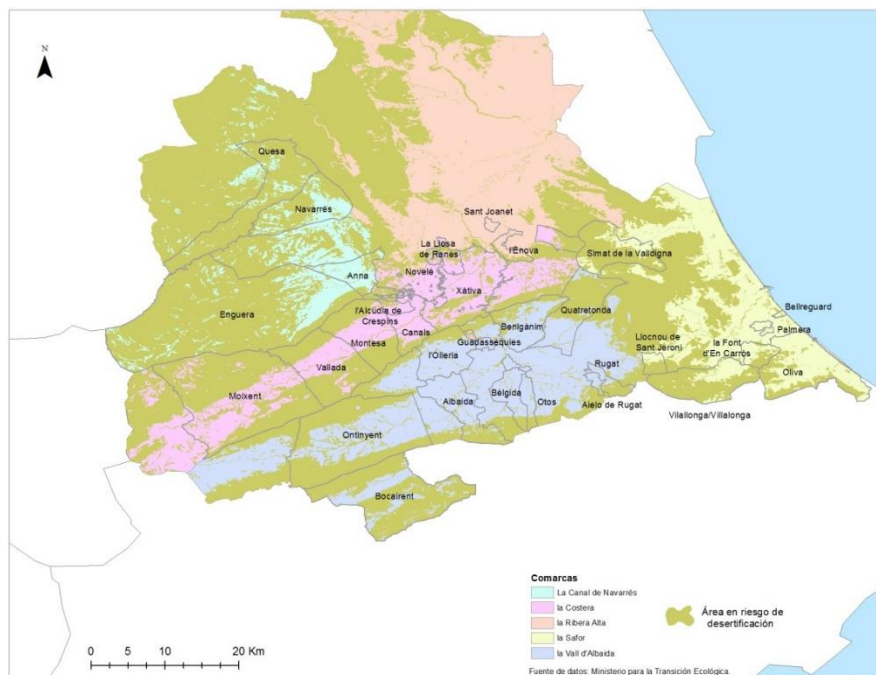 N
Quesa
Navarrés
Sant Joanet
La Llosa
de Ranes
l'Ènova
Simat de la Valldigna
Anna
Novelé
Xàtiva
Enguera
l'Alcúdia de
Crespins
Canals
Quatretonda
Bellreguard
Montesa
Benigànim
Guadassèquies
Palmera
Llocnou de
Sant Jeroni
la Font
d'En Carròs
l'Olleria
Vallada
Rugat
Oliva
Moixent
Bèlgida
Albaida
Otos
Aielo de Rugat
Vilallonga/Villalonga
Ontinyent
Bocairent
Comarcas
La Canal de Navarrés
la Costera
la Ribera Alta
la Safor
la Vall d'Albaida
Área en riesgo de
desertificación
0 5 10 20 Km
Fuente de datos: Ministerio para la Transición Ecológica.